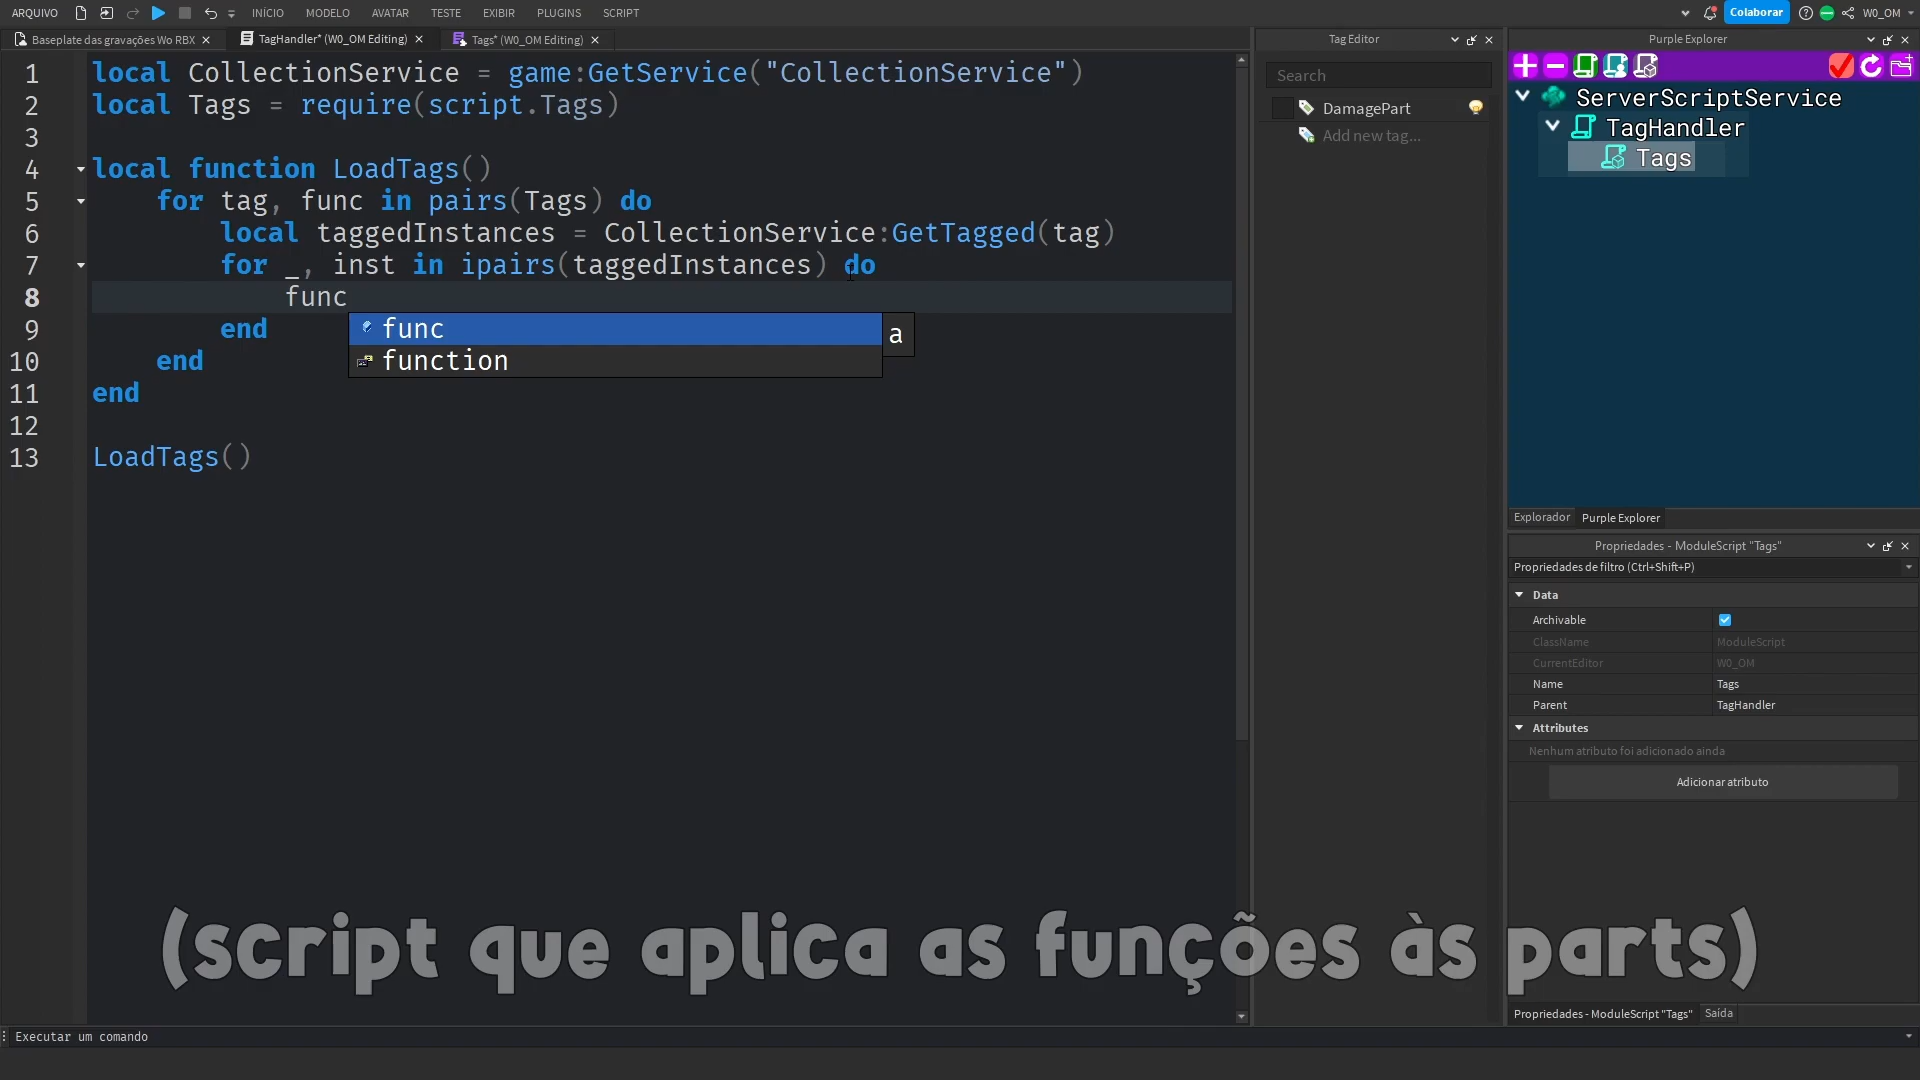 ARQUIVO INÍCIO MODELO AVATAR TESTE EXIBIR PLUGINS SCRIPT Colaborar W0_OM
Baseplate das gravações Wo RBX TagHandler* (W0_OM Editing) Tags* (W0_OM Editing)
1 local CollectionService = game:GetService("CollectionService")
2 local Tags = require(script.Tags)
3
4 local function LoadTags()
5 for tag, func in pairs(Tags) do
6 local taggedInstances = CollectionService:GetTagged(tag)
7 for _, inst in ipairs(taggedInstances) do
8 func
func a
function
9 end
10 end
11 end
12
13 LoadTags()
Tag Editor
Search
DamagePart
Add new tag...
Purple Explorer
ServerScriptService
TagHandler
Tags
Explorador Purple Explorer
Propriedades - ModuleScript "Tags"
Propriedades de filtro (Ctrl+Shift+P)
Data
Archivable
ClassName ModuleScript
CurrentEditor W0_OM
Name Tags
Parent TagHandler
Attributes
Nenhum atributo foi adicionado ainda
Adicionar atributo
(script que aplica as funções às parts)
Propriedades - ModuleScript "Tags" Saída
Executar um comando